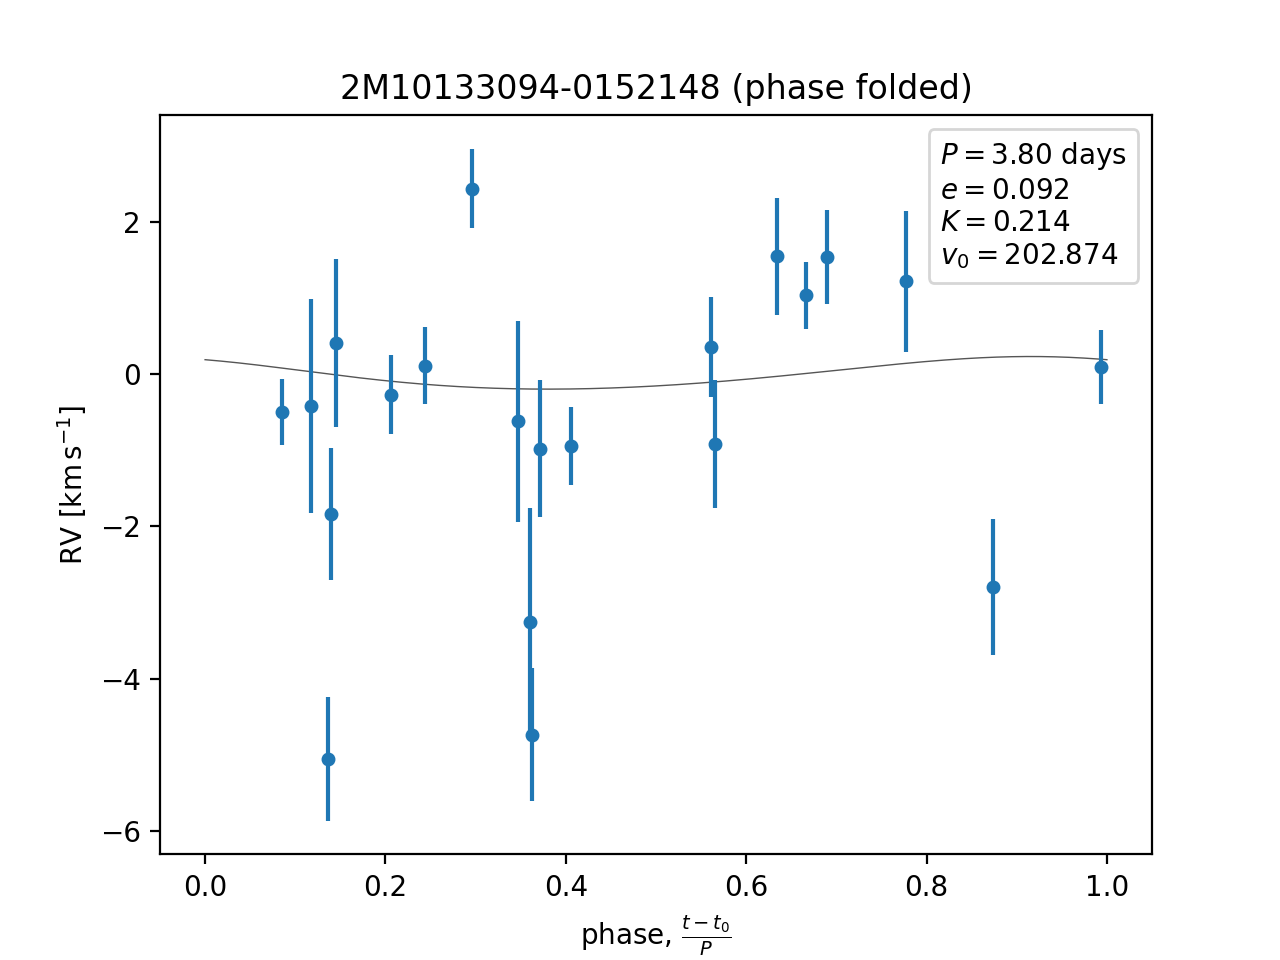 2M10133094-0152148 (phase folded)
P = 3.80 days
e = 0.092
K = 0.214
v₀ = 202.874
RV [km s⁻¹]
2
0
−2
−4
−6
0.0 0.2 0.4 0.6 0.8 1.0
phase, (t − t₀)/P